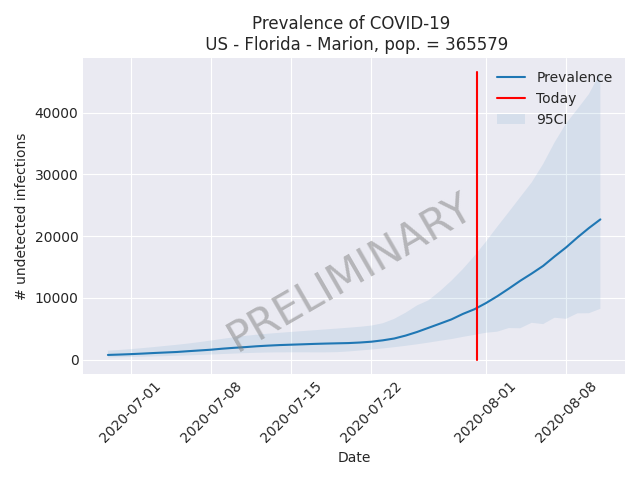 Prevalence of COVID-19
US - Florida - Marion, pop. = 365579
Prevalence
Today
95CI
40000
30000
20000
10000
0
# undetected infections
PRELIMINARY
2020-07-01
2020-07-08
2020-07-15
2020-07-22
2020-08-01
2020-08-08
Date